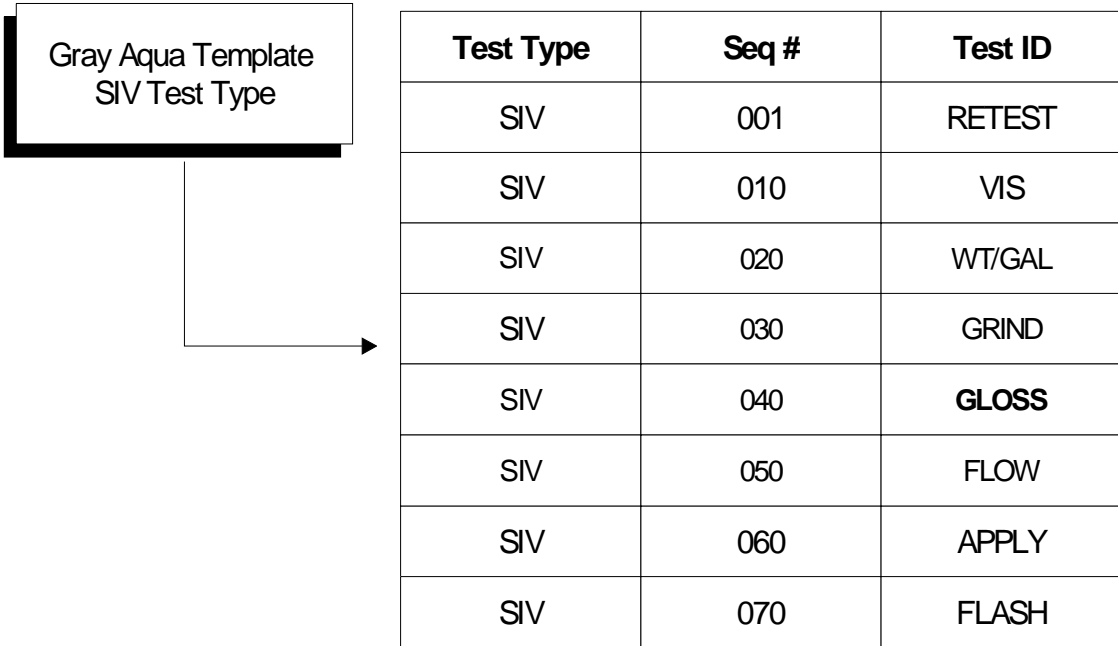 Gray Aqua Template
SIV Test Type
Test Type Seq # Test ID
SIV 001 RETEST
SIV 010 VIS
SIV 020 WT/GAL
SIV 030 GRIND
SIV 040 GLOSS
SIV 050 FLOW
SIV 060 APPLY
SIV 070 FLASH